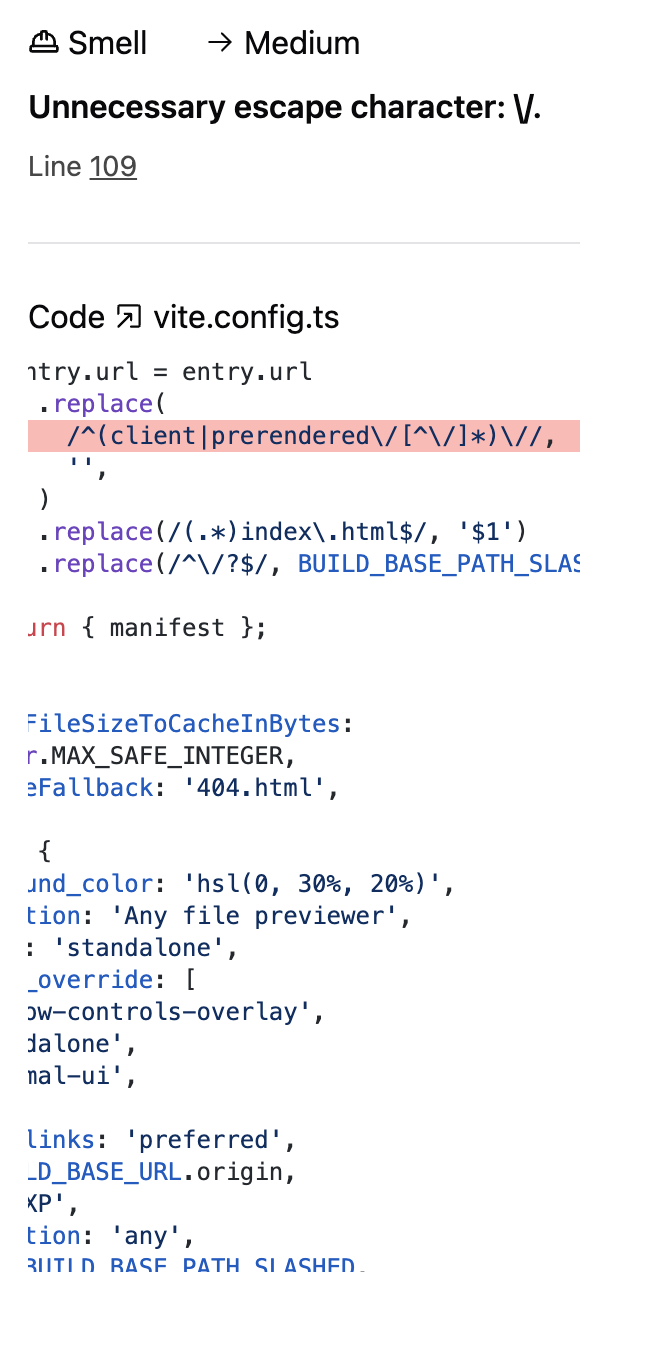 Smell → Medium
Unnecessary escape character: \/.
Line 109
Code vite.config.ts
ntry.url = entry.url
.replace(
/^(client|prerendered\/[^\/]*)\//,
'',
)
.replace(/(.*)index\.html$/, '$1')
.replace(/^\/?$/, BUILD_BASE_PATH_SLAS
urn { manifest };
FileSizeToCacheInBytes:
r.MAX_SAFE_INTEGER,
eFallback: '404.html',
{
und_color: 'hsl(0, 30%, 20%)',
tion: 'Any file previewer',
: 'standalone',
_override: [
ow-controls-overlay',
dalone',
mal-ui',
links: 'preferred',
LD_BASE_URL.origin,
XP',
tion: 'any',
BUILD_BASE_PATH_SLASHED,